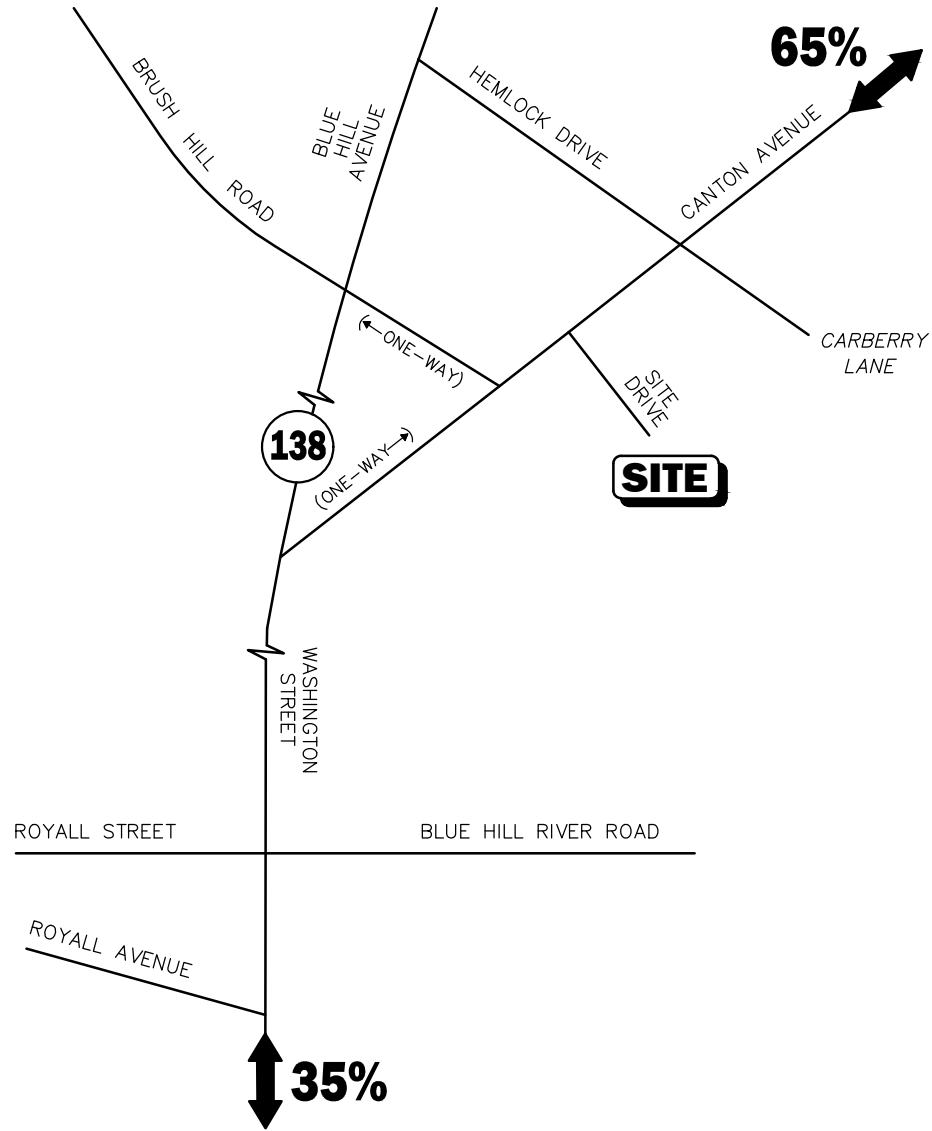 65%
BRUSH HILL ROAD
BLUE
HILL
AVENUE
HEMLOCK DRIVE
CANTON AVENUE
(←ONE-WAY)
CARBERRY
LANE
SITE
DRIVE
138
(ONE-WAY→)
SITE
WASHINGTON
STREET
ROYALL STREET
BLUE HILL RIVER ROAD
ROYALL AVENUE
35%